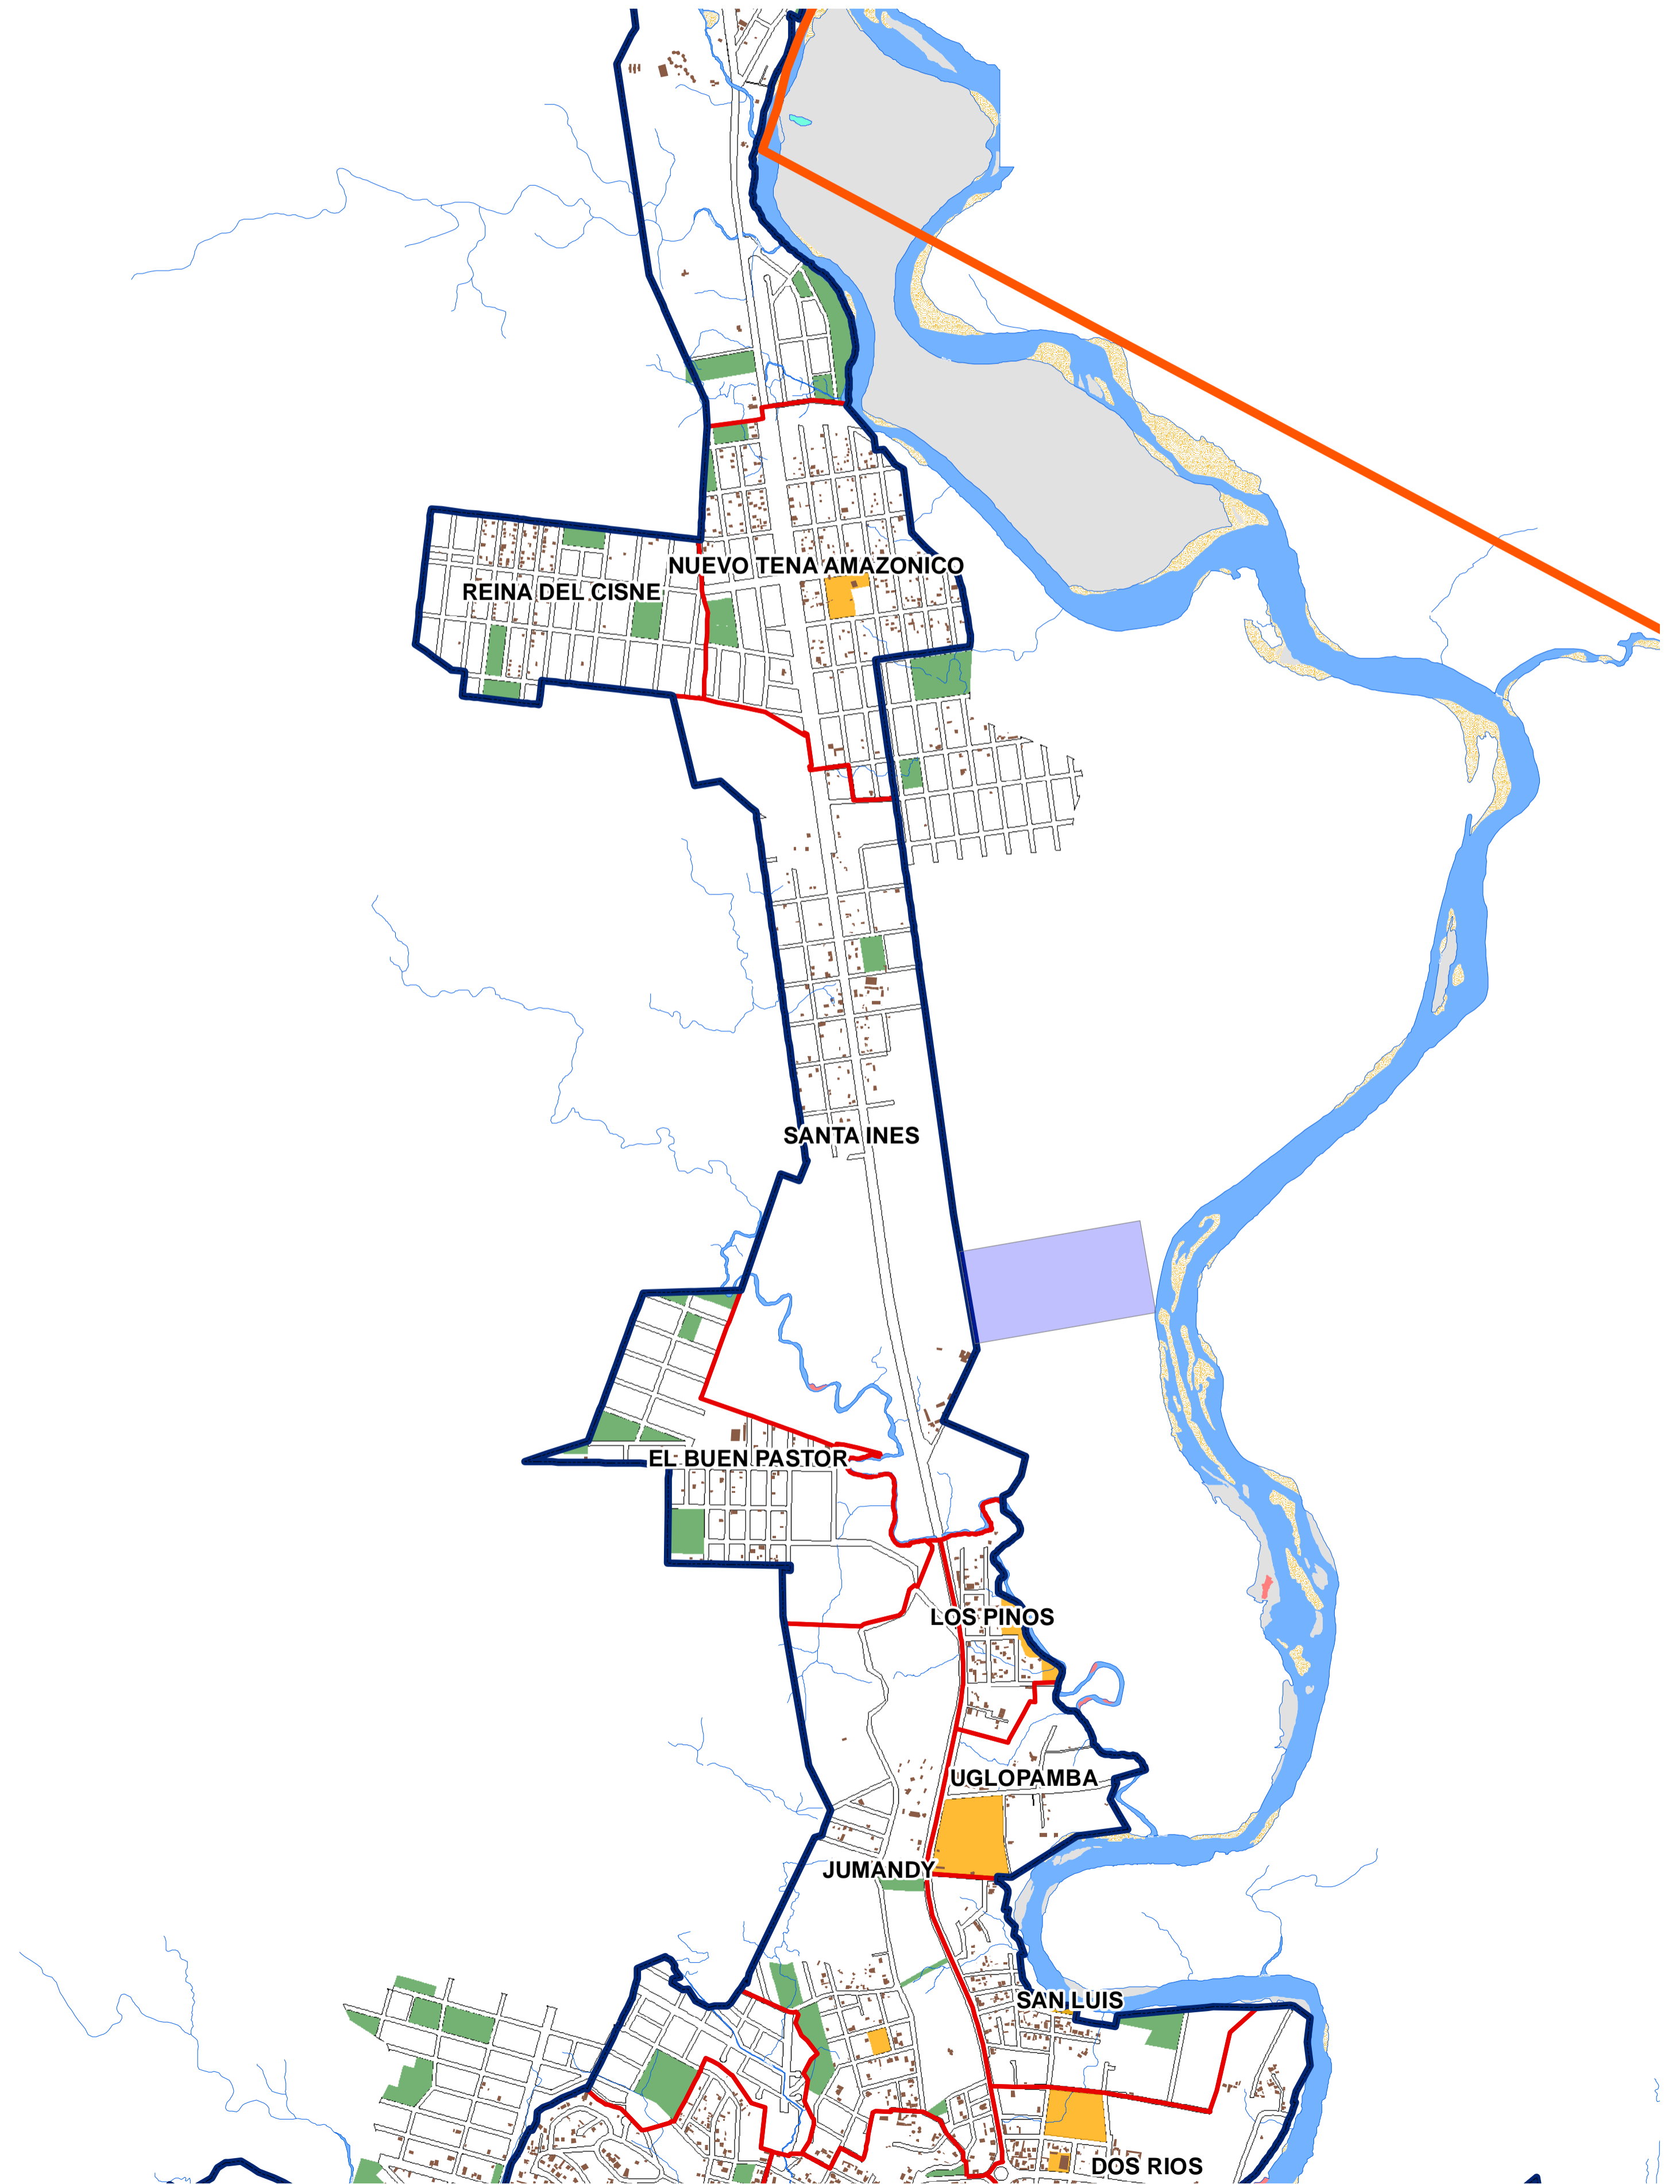 NUEVO TENA AMAZONICO
REINA DEL CISNE
SANTA INES
EL BUEN PASTOR
LOS PINOS
UGLOPAMBA
JUMANDY
SAN LUIS
DOS RIOS